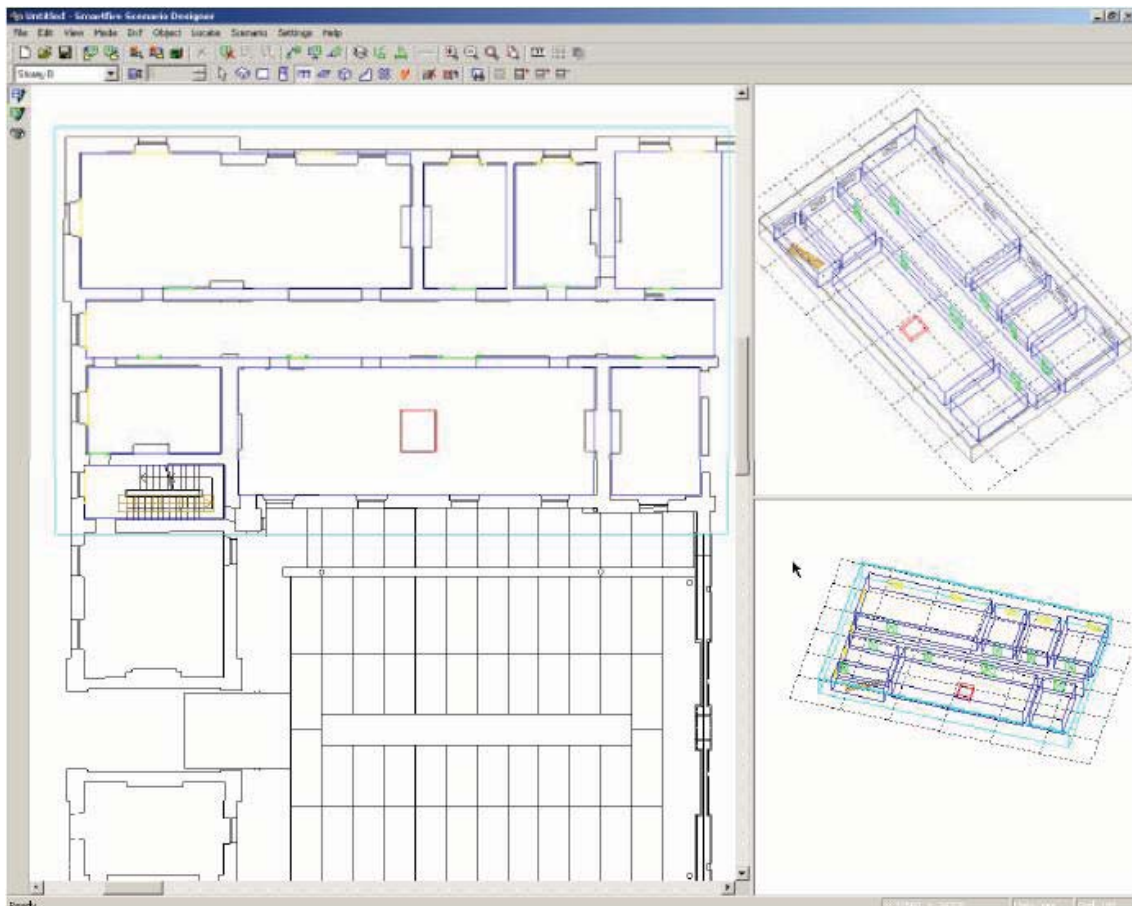 Untitled - Smartfire Scenario Designer
File Edit View Mode Dxf Object Locate Scenario Settings Help
Storey 0
Ready